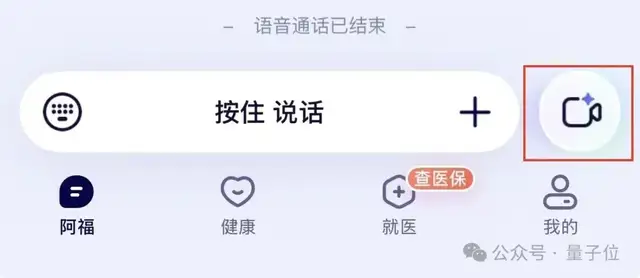 – 语音通话已结束 –
按住 说话
查医保
阿福 健康 就医 我的
公众号 · 量子位